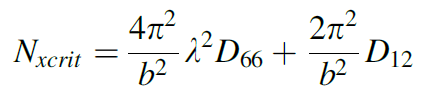 N_{xcrit} = \frac{4\pi^2}{b^2} \lambda^2 D_{66} + \frac{2\pi^2}{b^2} D_{12}